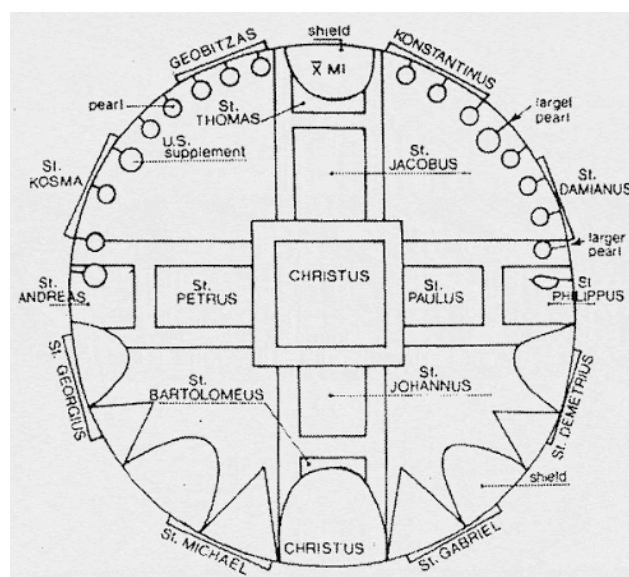 shield
GEOBITZAS
KONSTANTINUS
X̄ MI
pearl
St.
THOMAS
larger
pearl
U.S.
supplement
St.
JACOBUS
St.
KOSMA
St.
DAMIANUS
larger
pearl
St.
ANDREAS
St.
PETRUS
CHRISTUS
St.
PAULUS
St
PHILIPPUS
St. GEORGIUS
St.
BARTOLOMEUS
St.
JOHANNUS
St. DEMETRIUS
shield
St. MICHAEL
CHRISTUS
St. GABRIEL